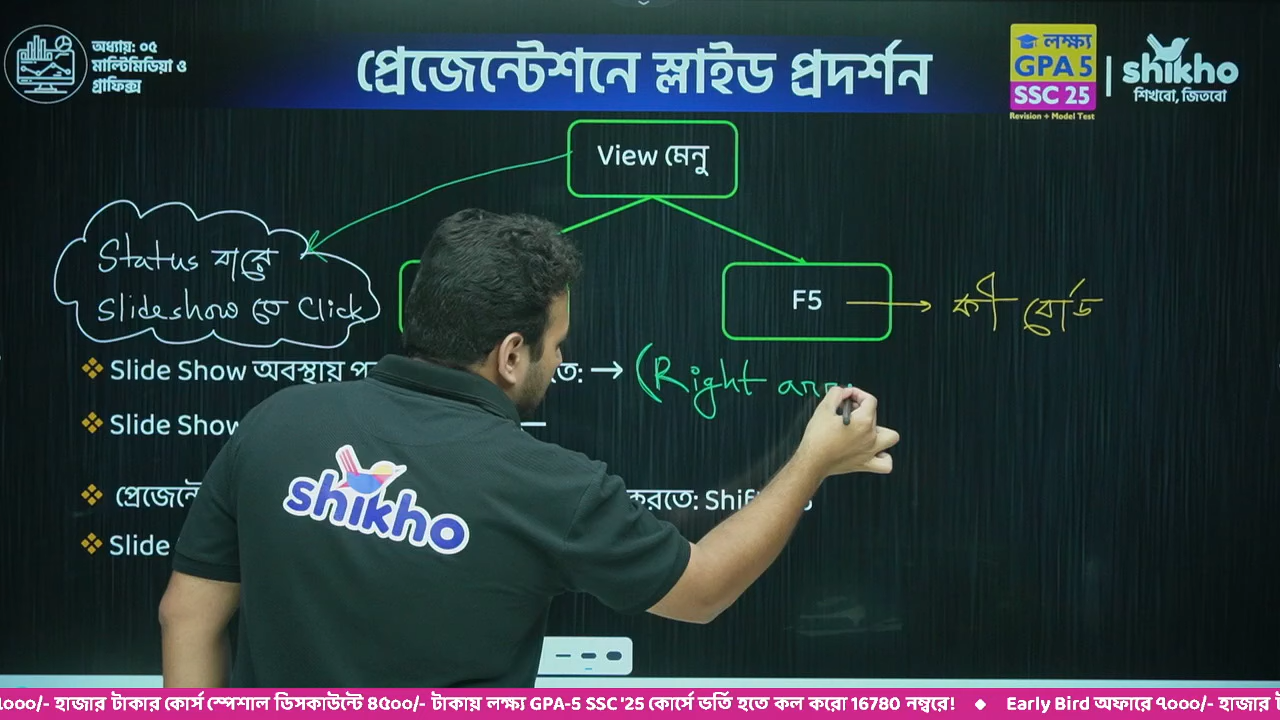 অধ্যায়: ০৫
মাল্টিমিডিয়া ও
গ্রাফিক্স
প্রেজেন্টেশনে স্লাইড প্রদর্শন
লক্ষ্য
GPA 5
SSC 25
Revision + Model Test
shikho
শিখবো, জিতবো
View মেনু
Status বারে
Slideshow তে Click
F5
কী বোর্ড
Slide Show অবস্থায় তে: → (Right arr
Slide Show
করতে:
Slide
shikho
হাজার টাকার কোর্স স্পেশাল ডিসকাউন্টে ৪৫০০/- টাকায় লক্ষ্য GPA-5 SSC '25 কোর্সে ভর্তি হতে কল করো 16780 নম্বরে! ◆ Early Bird অফারে ৭০০০/- হাজার